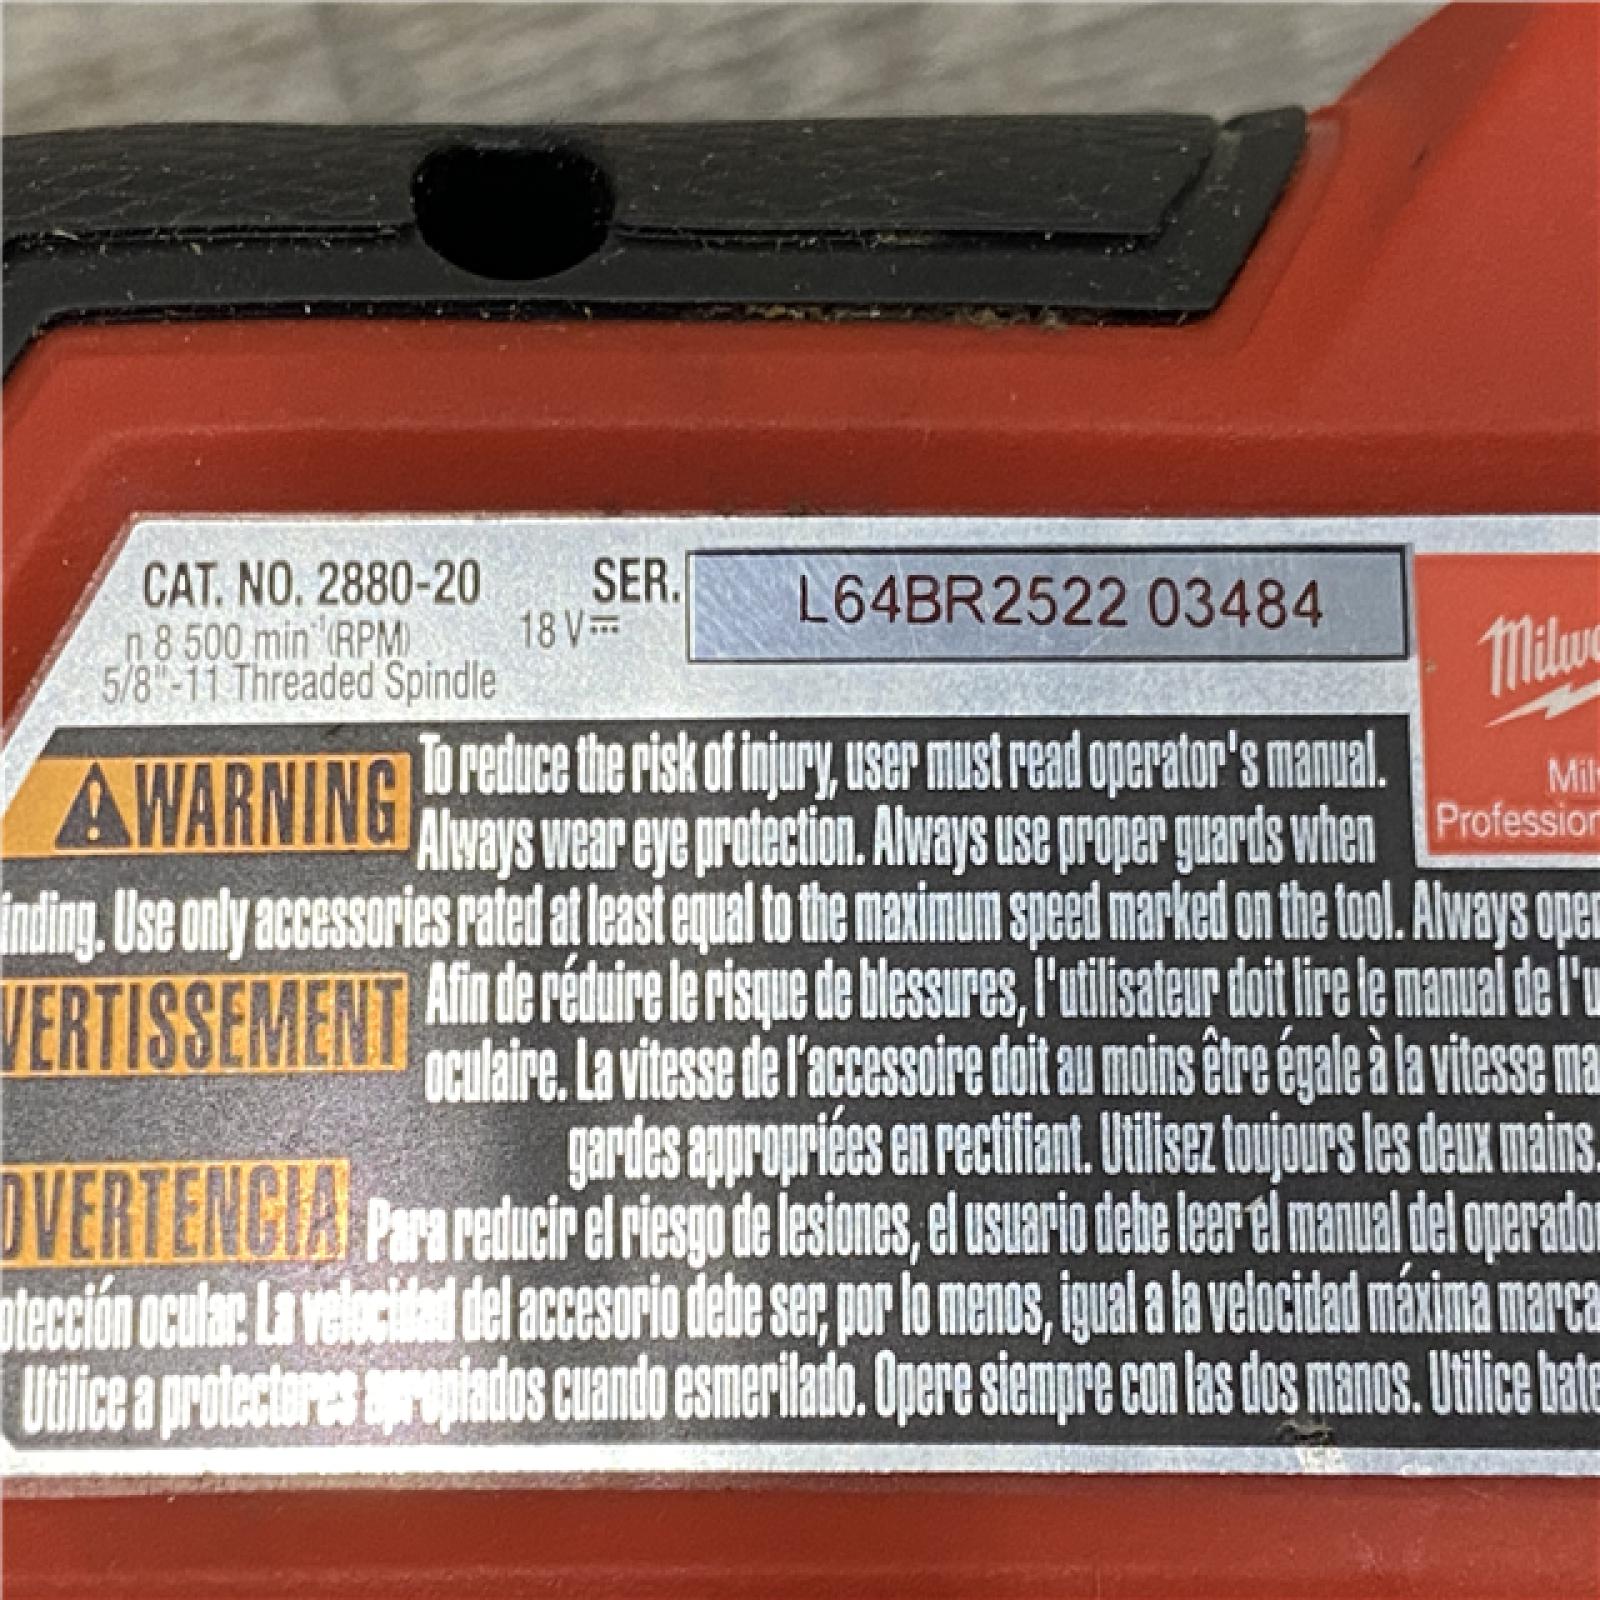 CAT. NO. 2880-20
SER. L64BR2522 03484
n 8 500 min⁻¹ (RPM)
18 V⎓
5/8"-11 Threaded Spindle
Milw
Mil
Profession
WARNING To reduce the risk of injury, user must read operator's manual.
Always wear eye protection. Always use proper guards when
inding. Use only accessories rated at least equal to the maximum speed marked on the tool. Always oper
VERTISSEMENT Afin de réduire le risque de blessures, l'utilisateur doit lire le manual de l'u
oculaire. La vitesse de l'accessoire doit au moins être égale à la vitesse ma
gardes appropriées en rectifiant. Utilisez toujours les deux mains.
DVERTENCIA Para reducir el riesgo de lesiones, el usuario debe leer el manual del operador
otección ocular. La velocidad del accesorio debe ser, por lo menos, igual a la velocidad máxima marca
Utilice a protectores apropiados cuando esmerilado. Opere siempre con las dos manos. Utilice bate